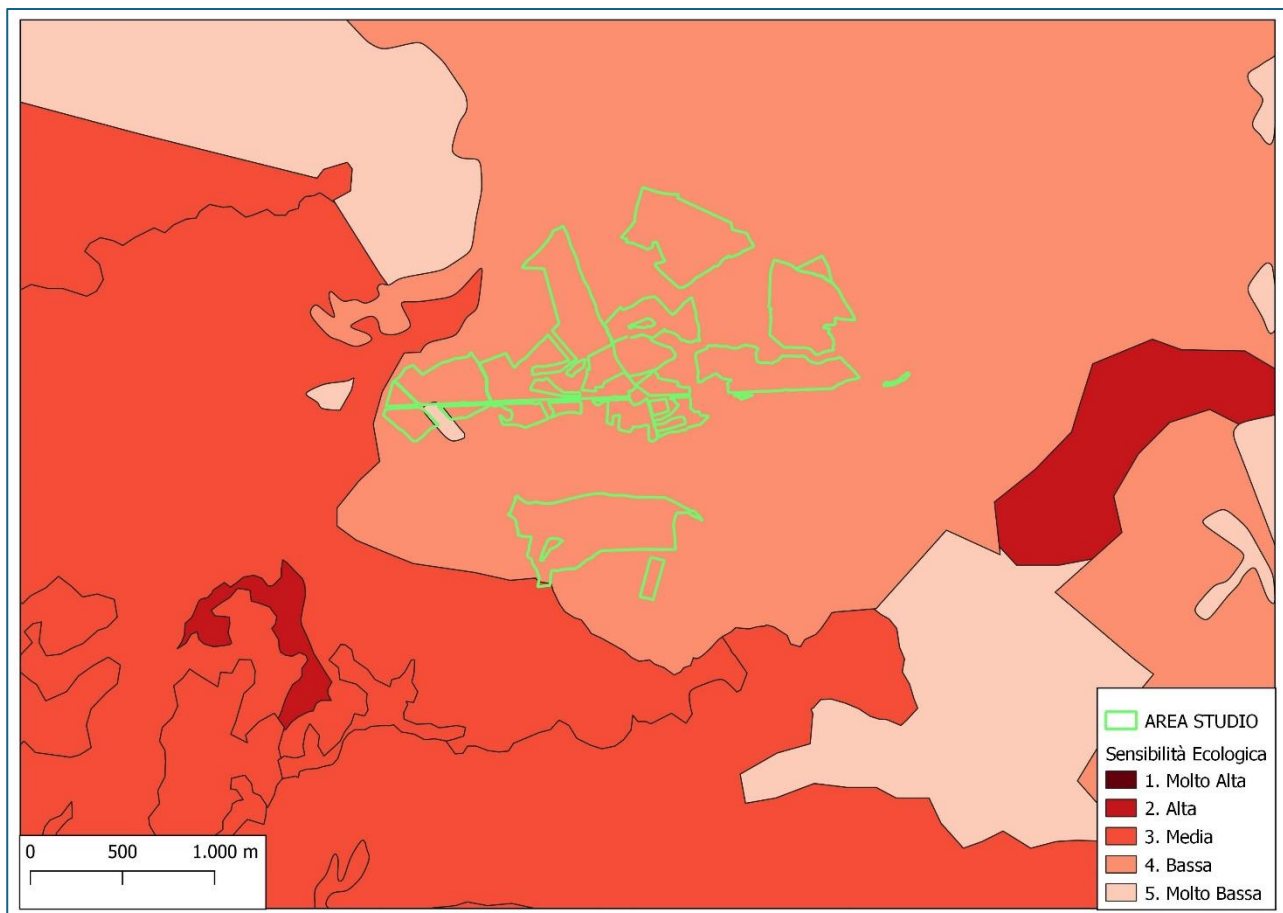 AREA STUDIO
Sensibilità Ecologica
1. Molto Alta
2. Alta
3. Media
4. Bassa
5. Molto Bassa
0 500 1.000 m